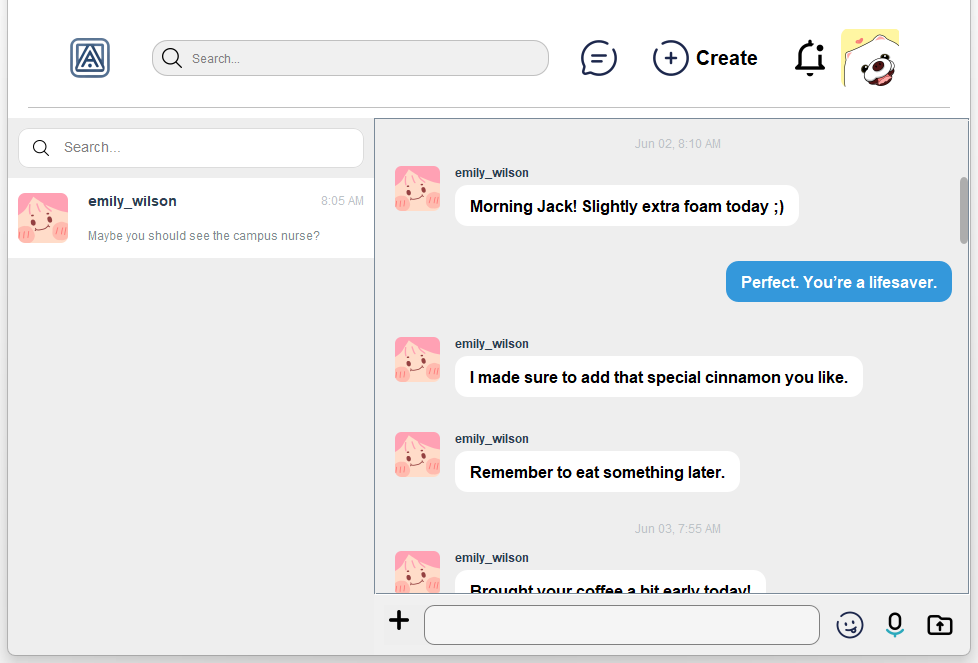 Search...
Create
Search...
emily_wilson
8:05 AM
Maybe you should see the campus nurse?
Jun 02, 8:10 AM
emily_wilson
Morning Jack! Slightly extra foam today ;)
Perfect. You’re a lifesaver.
emily_wilson
I made sure to add that special cinnamon you like.
emily_wilson
Remember to eat something later.
Jun 03, 7:55 AM
emily_wilson
Brought your coffee a bit early today!